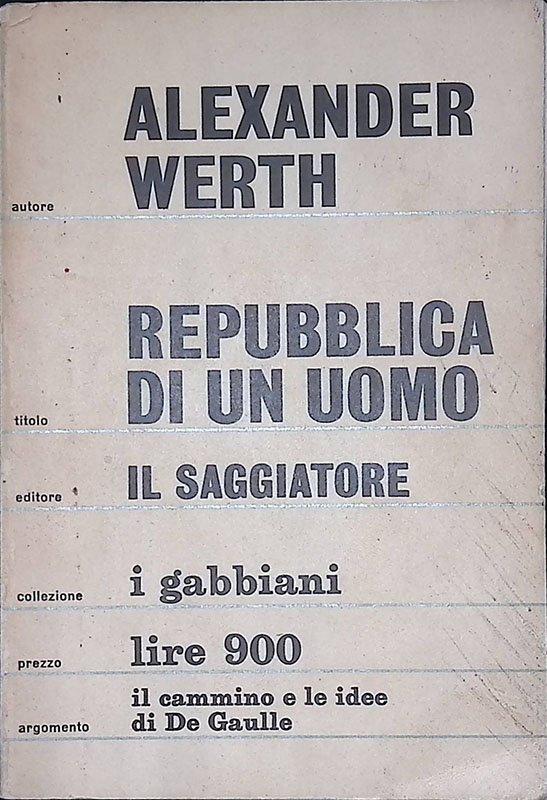 ALEXANDER
WERTH
autore
REPUBBLICA
DI UN UOMO
titolo
IL SAGGIATORE
editore
i gabbiani
collezione
lire 900
prezzo
il cammino e le idee
di De Gaulle
argomento